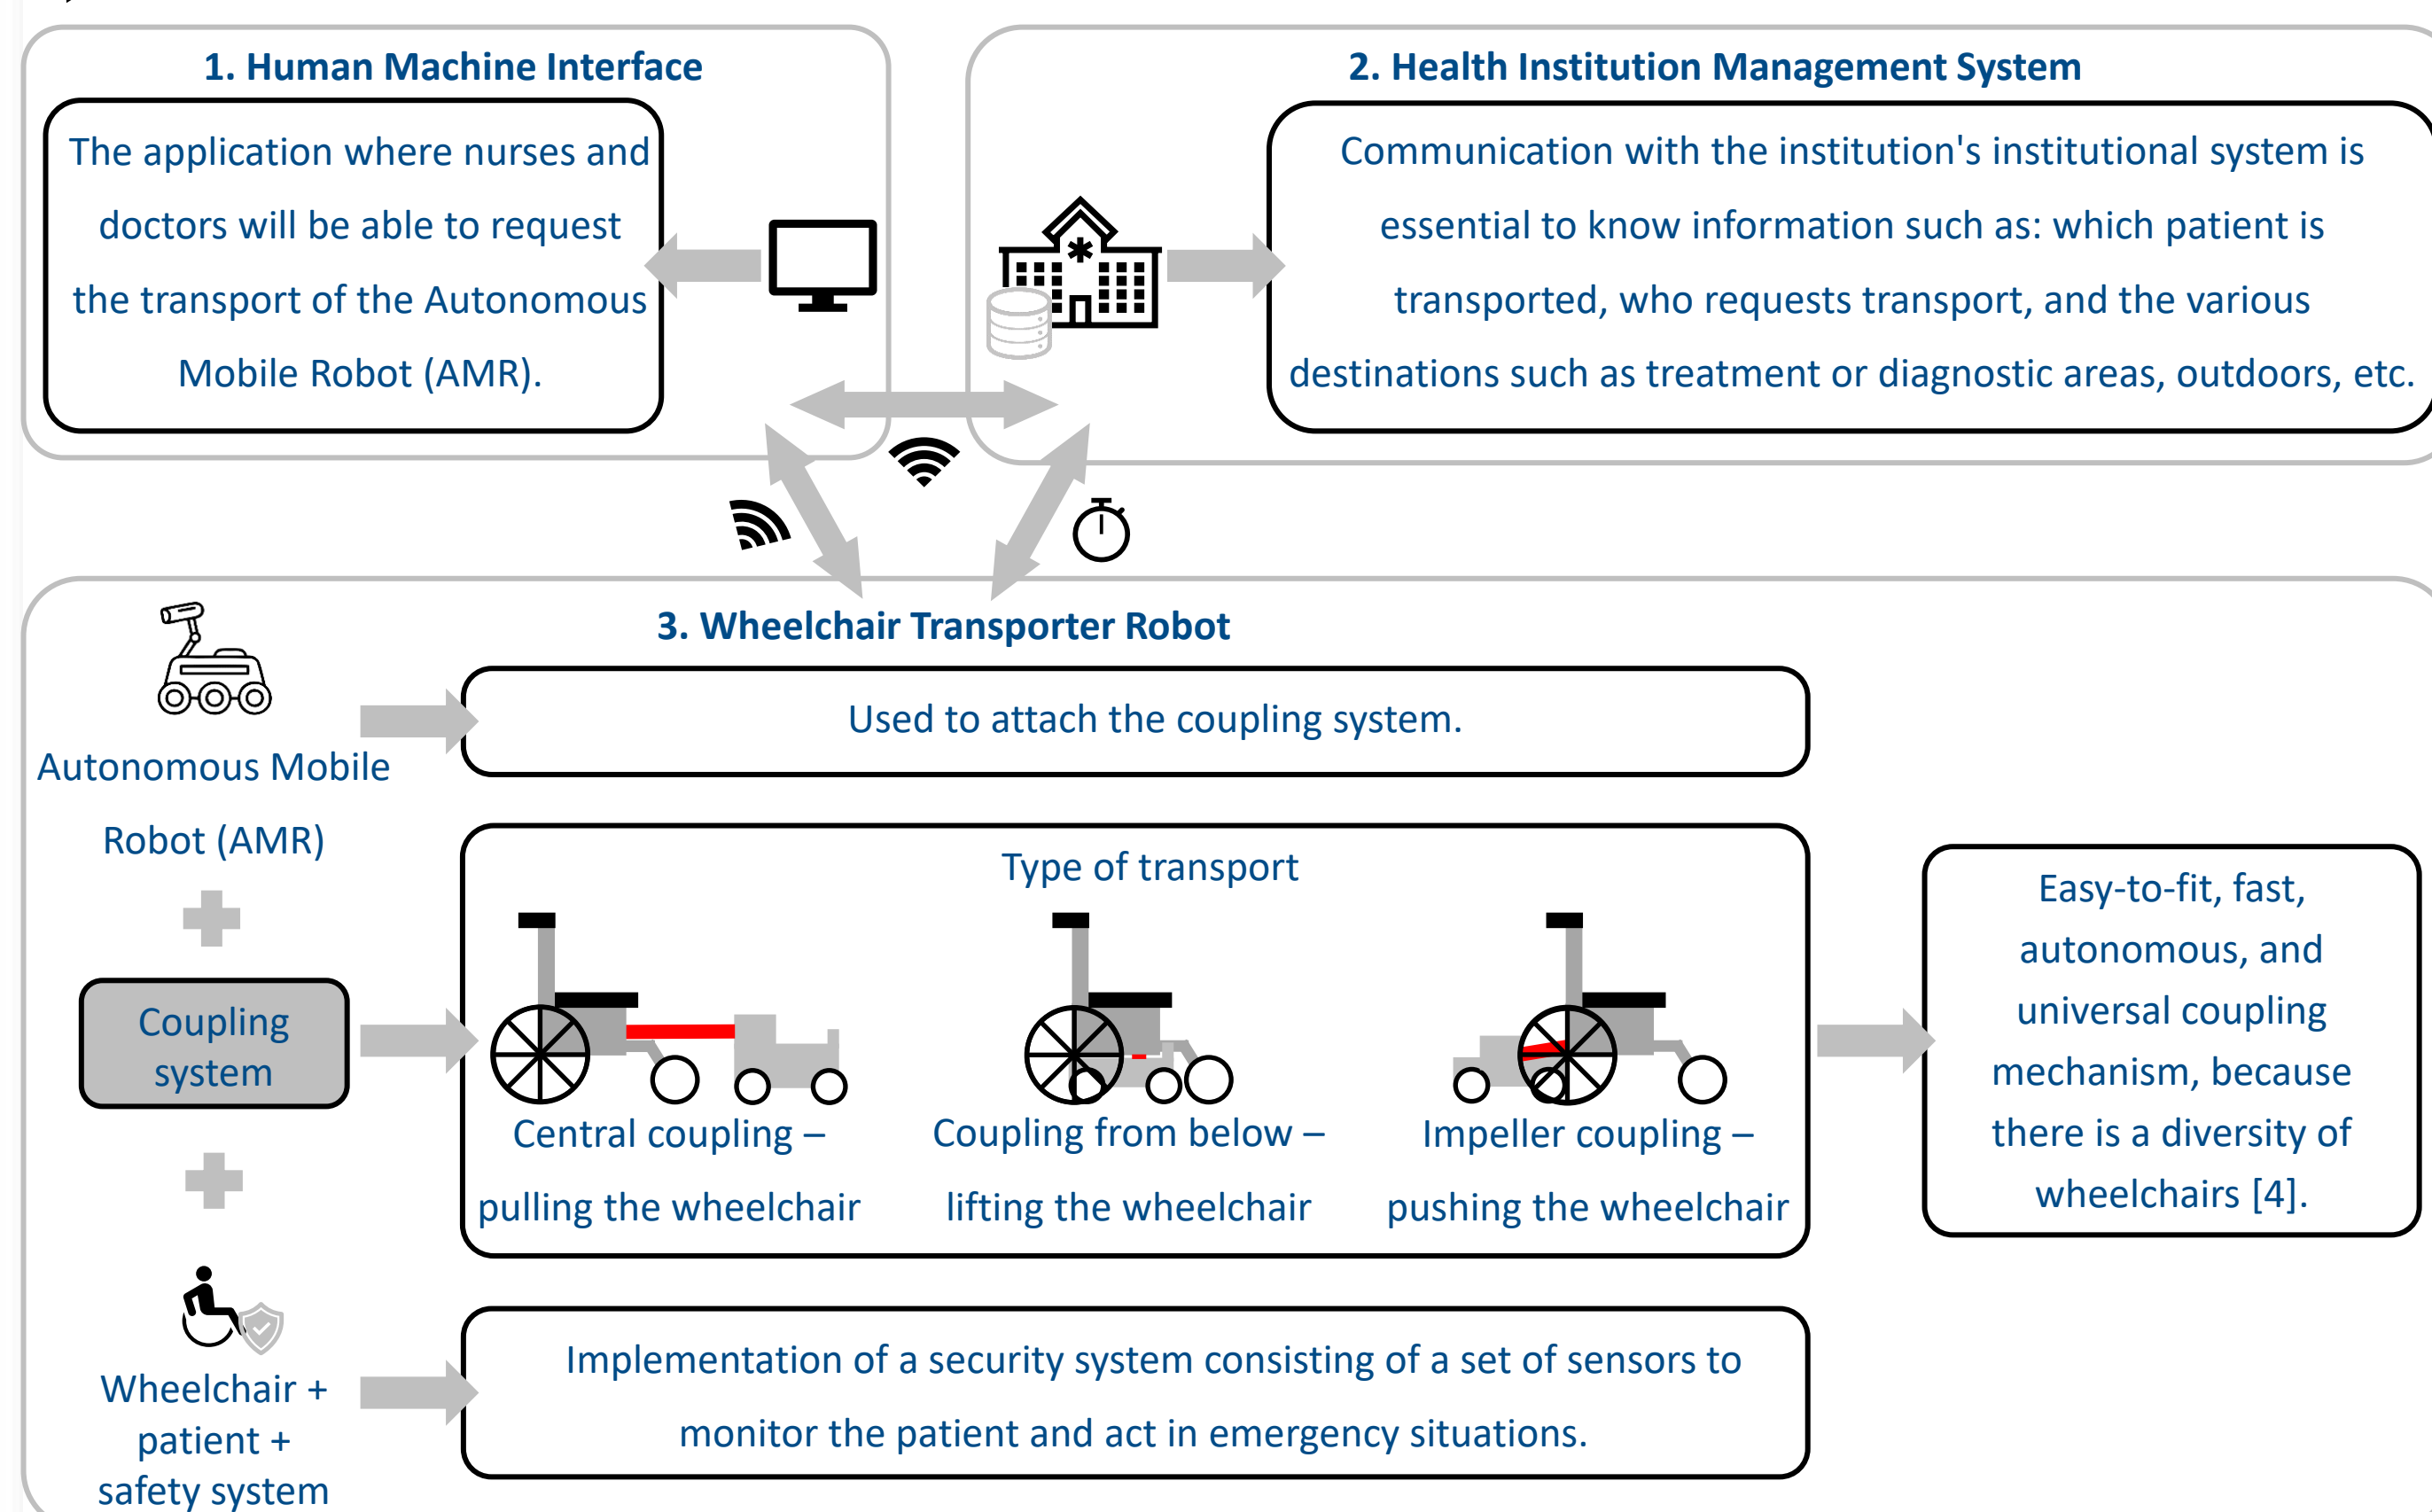 1. Human Machine Interface
The application where nurses and
doctors will be able to request
the transport of the Autonomous
Mobile Robot (AMR).
2. Health Institution Management System
Communication with the institution's institutional system is
essential to know information such as: which patient is
transported, who requests transport, and the various
destinations such as treatment or diagnostic areas, outdoors, etc.
3. Wheelchair Transporter Robot
Autonomous Mobile
Robot (AMR)
Used to attach the coupling system.
Coupling
system
Type of transport
Central coupling –
pulling the wheelchair
Coupling from below –
lifting the wheelchair
Impeller coupling –
pushing the wheelchair
Easy-to-fit, fast,
autonomous, and
universal coupling
mechanism, because
there is a diversity of
wheelchairs [4].
Wheelchair +
patient +
safety system
Implementation of a security system consisting of a set of sensors to
monitor the patient and act in emergency situations.